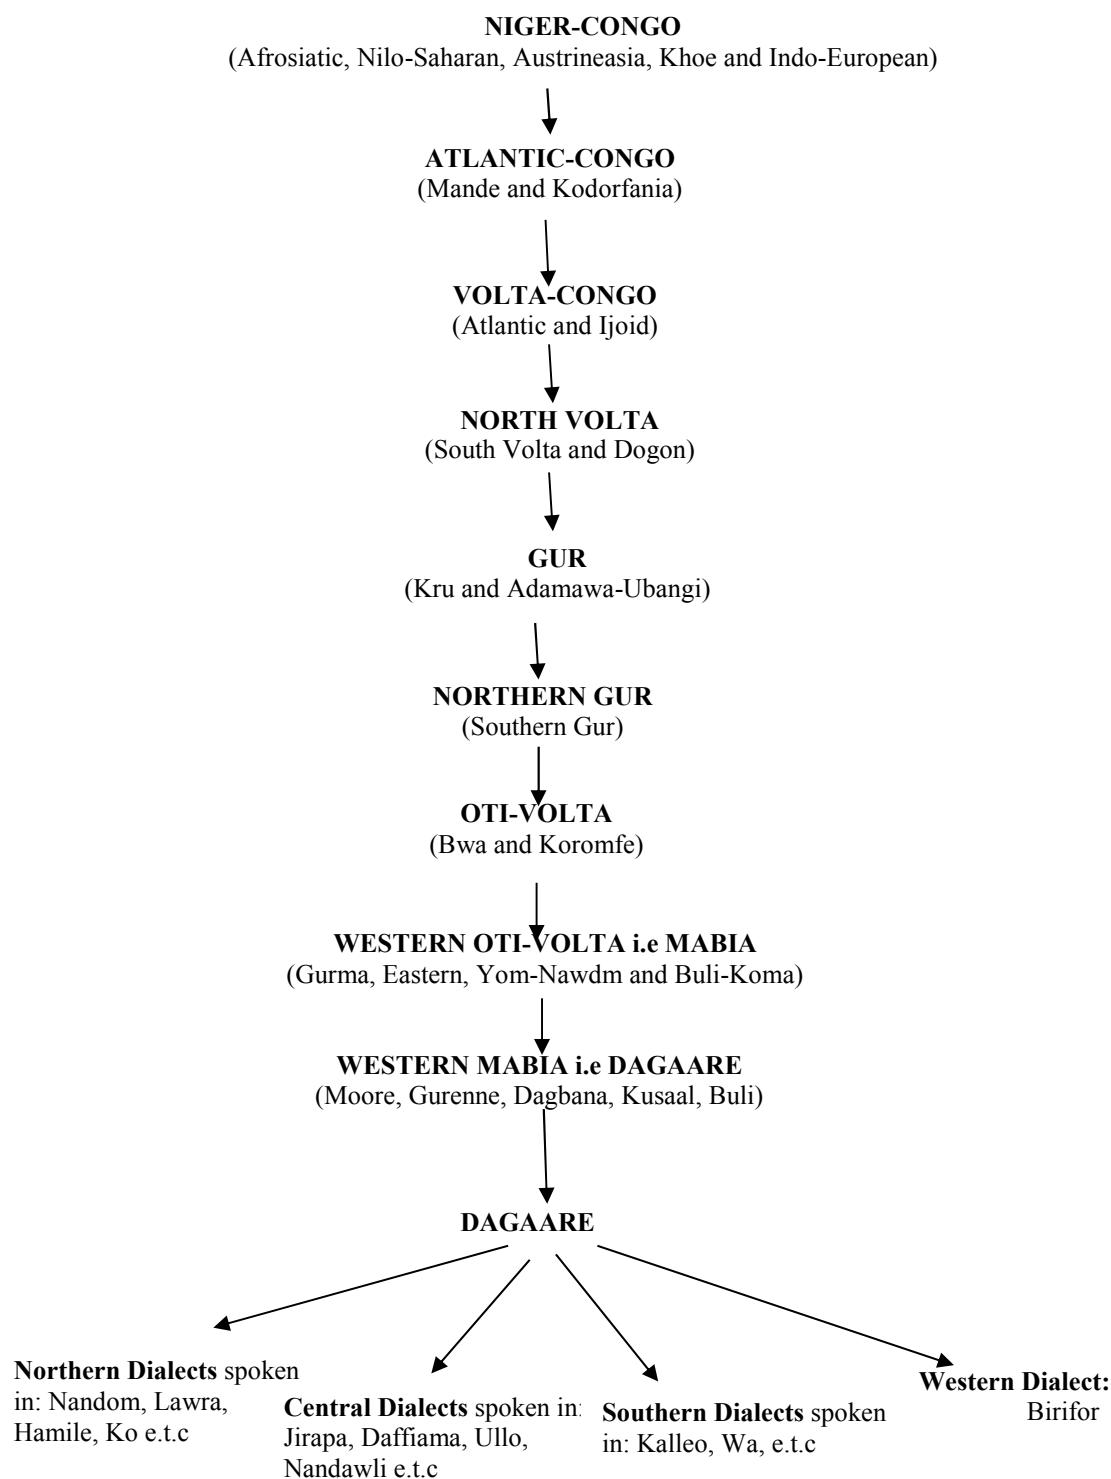 NIGER-CONGO
(Afrosiatic, Nilo-Saharan, Austrineasia, Khoe and Indo-European)
ATLANTIC-CONGO
(Mande and Kodorfania)
VOLTA-CONGO
(Atlantic and Ijoid)
NORTH VOLTA
(South Volta and Dogon)
GUR
(Kru and Adamawa-Ubangi)
NORTHERN GUR
(Southern Gur)
OTI-VOLTA
(Bwa and Koromfe)
WESTERN OTI-VOLTA i.e MABIA
(Gurma, Eastern, Yom-Nawdm and Buli-Koma)
WESTERN MABIA i.e DAGAARE
(Moore, Gurenne, Dagbana, Kusaal, Buli)
DAGAARE
Northern Dialects spoken
in: Nandom, Lawra,
Hamile, Ko e.t.c
Central Dialects spoken in:
Jirapa, Daffiama, Ullo,
Nandawli e.t.c
Southern Dialects spoken
in: Kalleo, Wa, e.t.c
Western Dialect:
Birifor